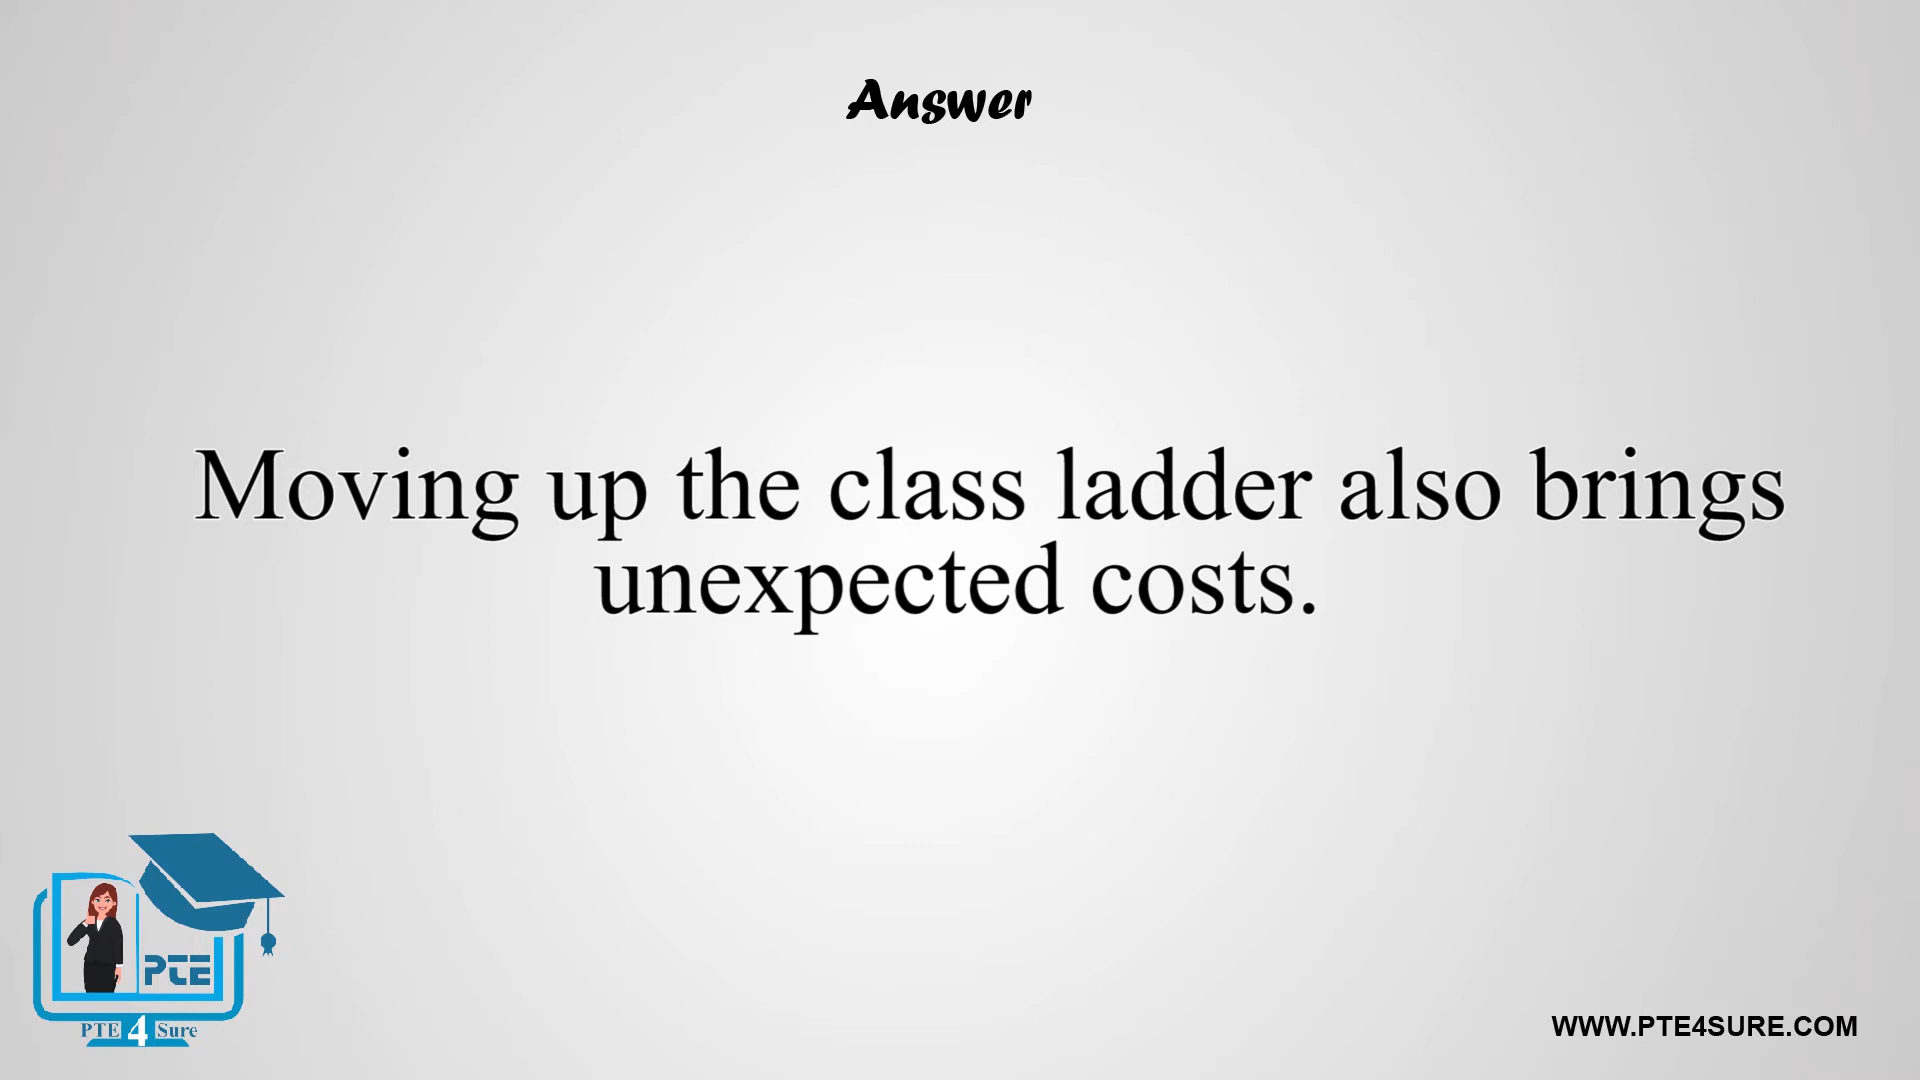 Answer
Moving up the class ladder also brings
unexpected costs.
PTE
PTE 4 Sure
WWW.PTE4SURE.COM